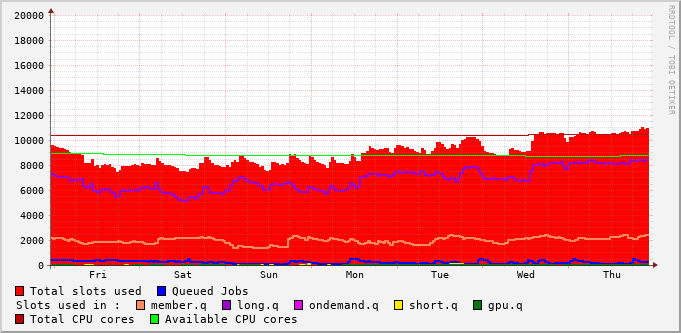 20000
18000
16000
14000
12000
10000
8000
6000
4000
2000
0
Fri Sat Sun Mon Tue Wed Thu
RRDTOOL / TOBI OETIKER
Total slots used Queued Jobs
Slots used in : member.q long.q ondemand.q short.q gpu.q
Total CPU cores Available CPU cores